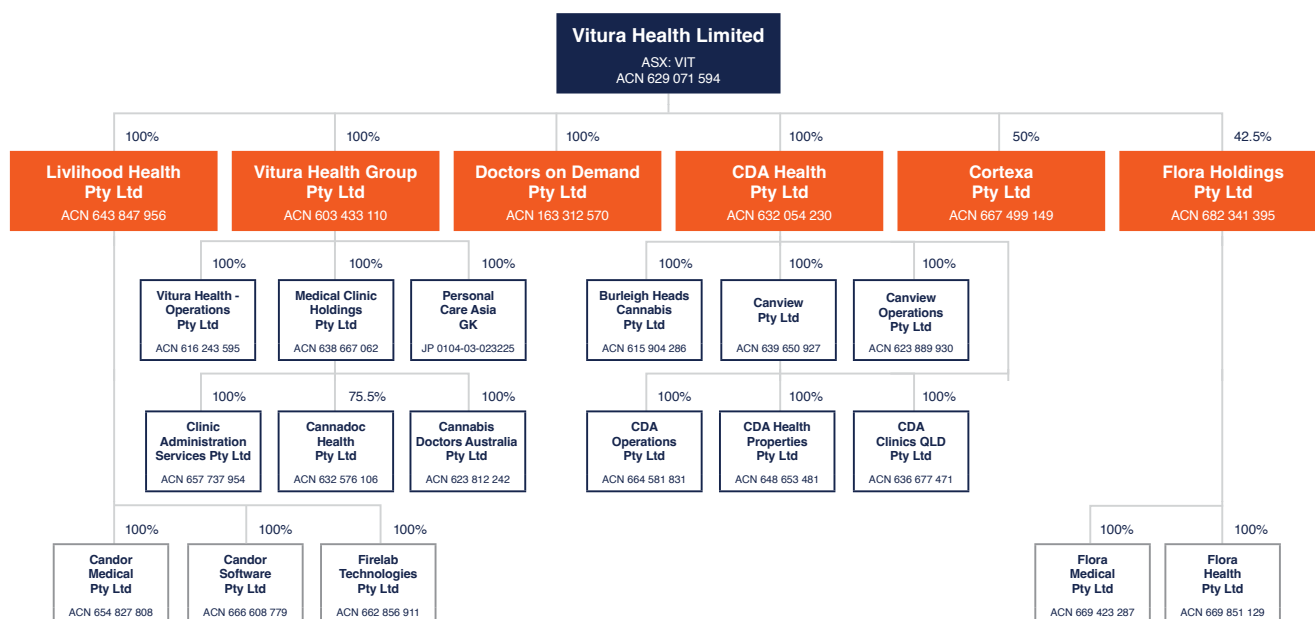 Vitura Health Limited
ASX: VIT
ACN 629 071 594
100%
100%
100%
100%
50%
42.5%
Livlihood Health
Pty Ltd
ACN 643 847 956
Vitura Health Group
Pty Ltd
ACN 603 433 110
Doctors on Demand
Pty Ltd
ACN 163 312 570
CDA Health
Pty Ltd
ACN 632 054 230
Cortexa
Pty Ltd
ACN 667 499 149
Flora Holdings
Pty Ltd
ACN 682 341 395
100%
100%
100%
100%
100%
100%
Vitura Health -
Operations
Pty Ltd
ACN 616 243 595
Medical Clinic
Holdings
Pty Ltd
ACN 638 667 062
Personal
Care Asia
GK
JP 0104-03-023225
Burleigh Heads
Cannabis
Pty Ltd
ACN 615 904 286
Canview
Pty Ltd
ACN 639 650 927
Canview
Operations
Pty Ltd
ACN 623 889 930
100%
75.5%
100%
100%
100%
100%
Clinic
Administration
Services Pty Ltd
ACN 657 737 954
Cannadoc
Health
Pty Ltd
ACN 632 576 106
Cannabis
Doctors Australia
Pty Ltd
ACN 623 812 242
CDA
Operations
Pty Ltd
ACN 664 581 831
CDA Health
Properties
Pty Ltd
ACN 648 653 481
CDA
Clinics QLD
Pty Ltd
ACN 636 677 471
100%
100%
100%
100%
100%
Candor
Medical
Pty Ltd
ACN 654 827 808
Candor
Software
Pty Ltd
ACN 666 608 779
Firelab
Technologies
Pty Ltd
ACN 662 856 911
Flora
Medical
Pty Ltd
ACN 669 423 287
Flora
Health
Pty Ltd
ACN 669 851 129